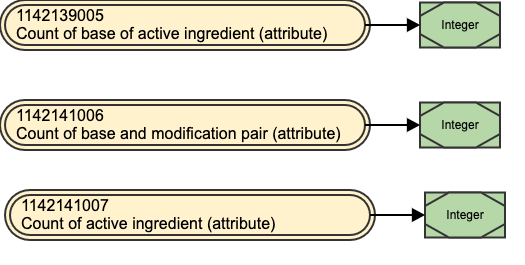 1142139005
Count of base of active ingredient (attribute)
Integer
1142141006
Count of base and modification pair (attribute)
Integer
1142141007
Count of active ingredient (attribute)
Integer